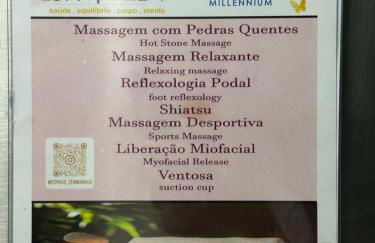 saúde . equilíbrio . corpo . mente
MILLENNIUM
Massagem com Pedras Quentes
Hot Stone Massage
Massagem Relaxante
Relaxing massage
Reflexologia Podal
foot reflexology
Shiatsu
Massagem Desportiva
Sports Massage
Liberação Miofacial
Myofacial Release
Ventosa
suction cup
@ESPACO_ZENMANAUS